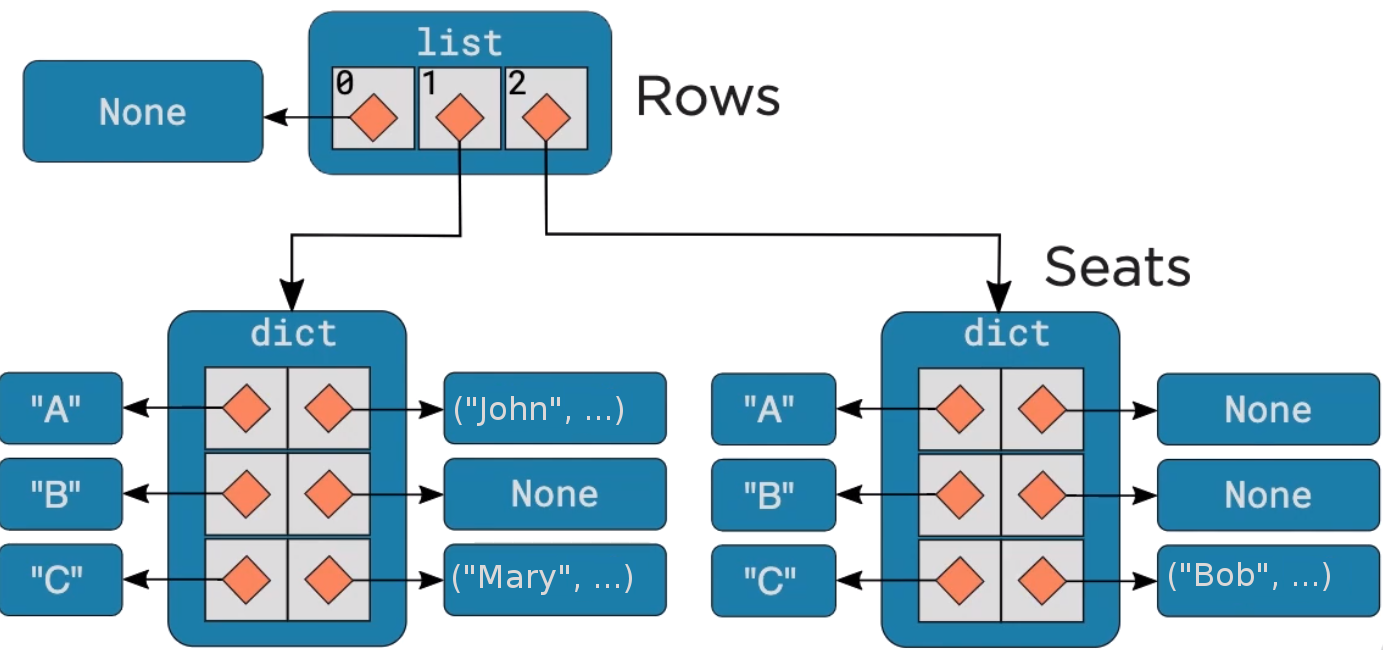 list
0 1 2
Rows
None
Seats
dict
dict
"A"
("John", ...)
"A"
None
"B"
None
"B"
None
"C"
("Mary", ...)
"C"
("Bob", ...)